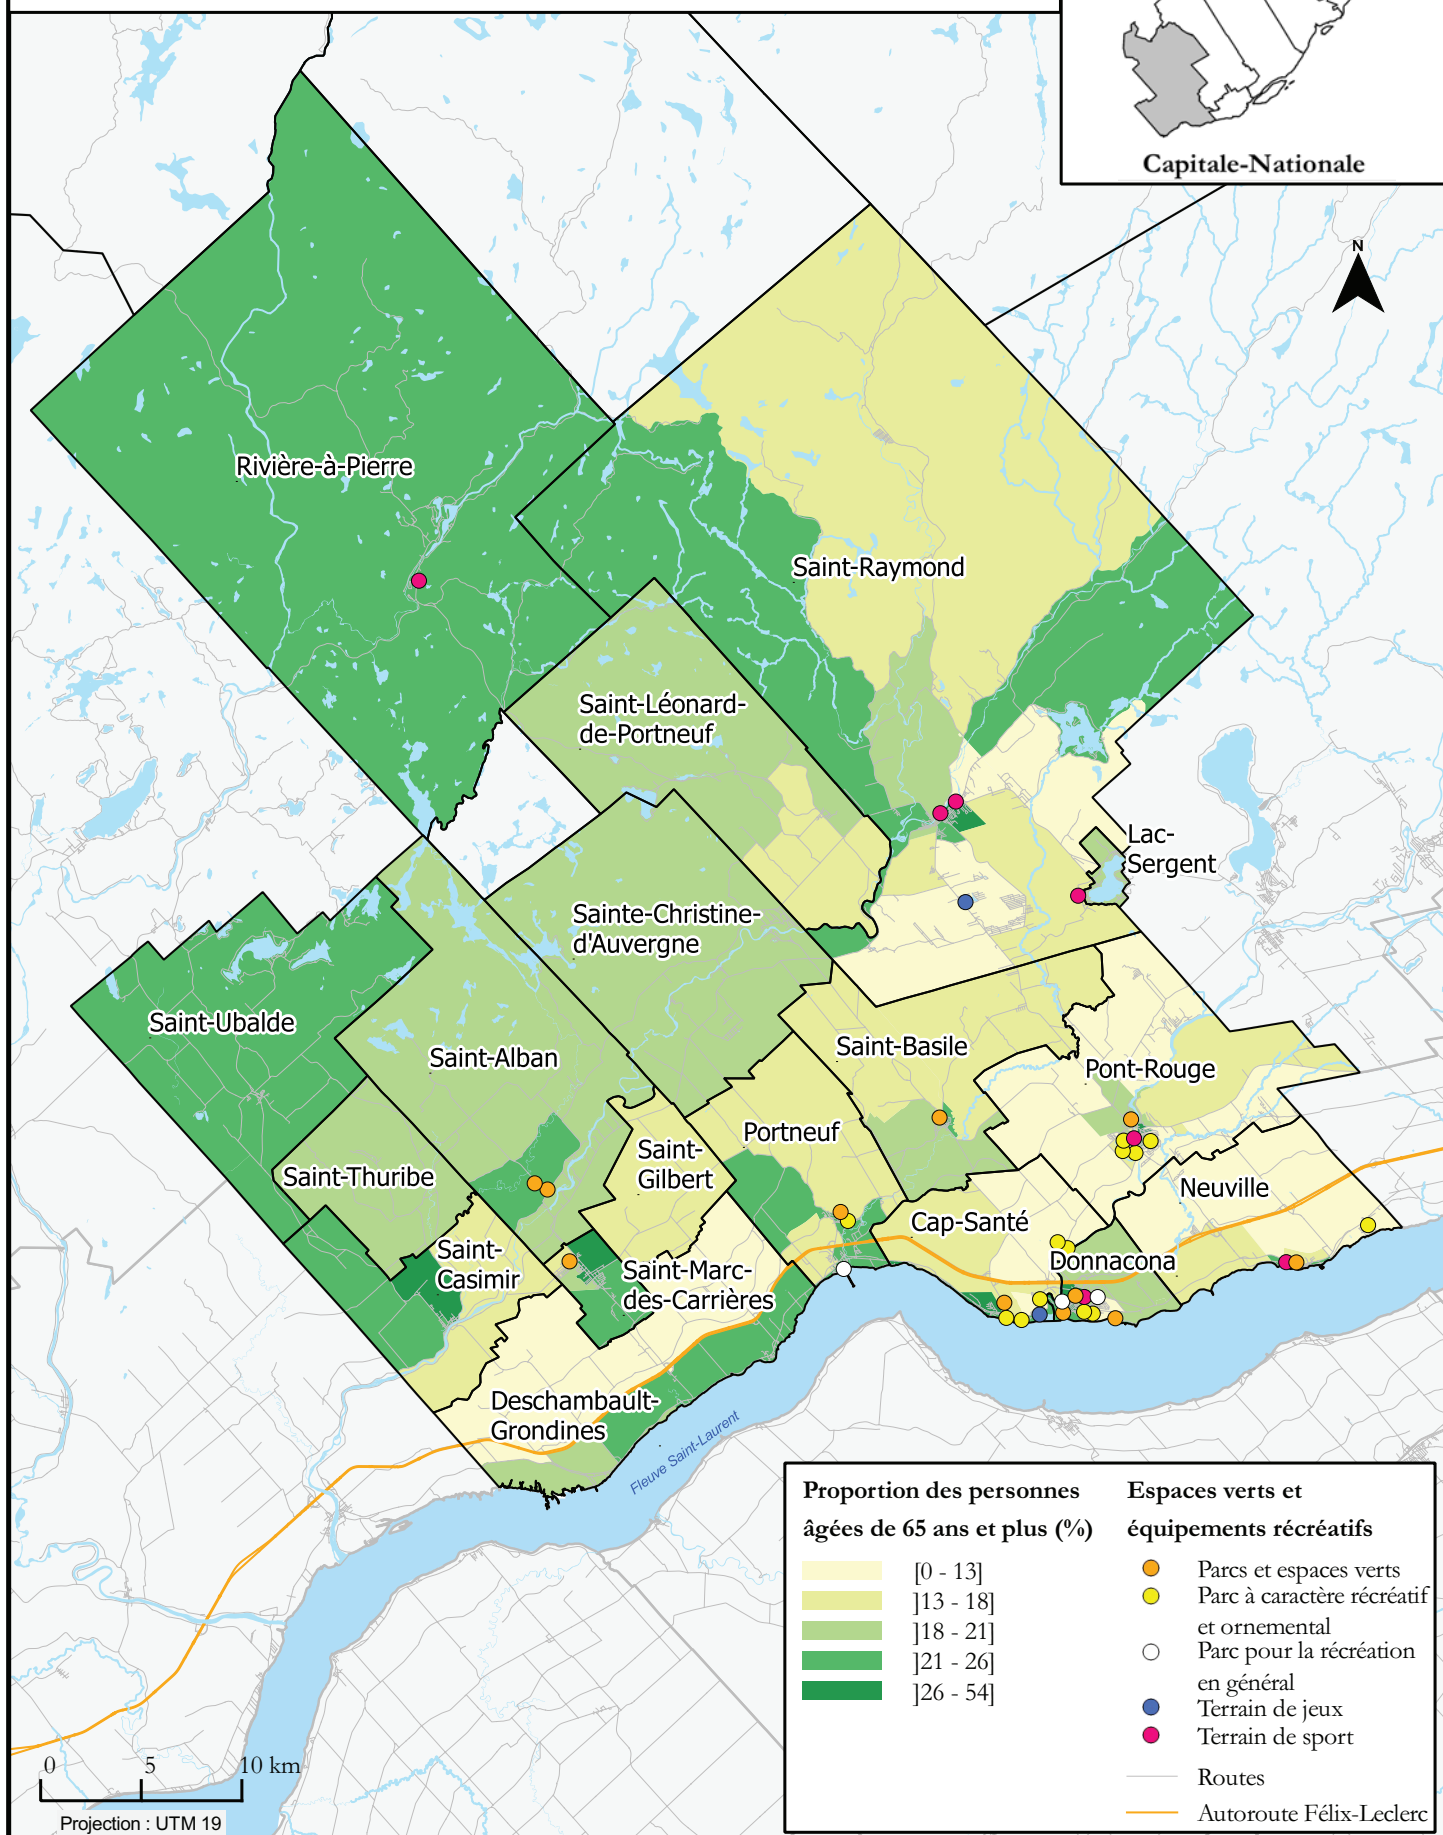 Capitale-Nationale
N
Rivière-à-Pierre
Saint-Raymond
Saint-Léonard-
de-Portneuf
Lac-
Sergent
Sainte-Christine-
d'Auvergne
Saint-Ubalde
Saint-Alban
Saint-Basile
Pont-Rouge
Portneuf
Saint-
Gilbert
Saint-Thuribe
Neuville
Cap-Santé
Saint-
Casimir
Donnacona
Saint-Marc-
des-Carrières
Deschambault-
Grondines
Fleuve Saint-Laurent
Proportion des personnes
âgées de 65 ans et plus (%)
[0 - 13]
]13 - 18]
]18 - 21]
]21 - 26]
]26 - 54]
Espaces verts et
équipements récréatifs
Parcs et espaces verts
Parc à caractère récréatif
et ornemental
Parc pour la récréation
en général
Terrain de jeux
Terrain de sport
Routes
Autoroute Félix-Leclerc
0 5 10 km
Projection : UTM 19